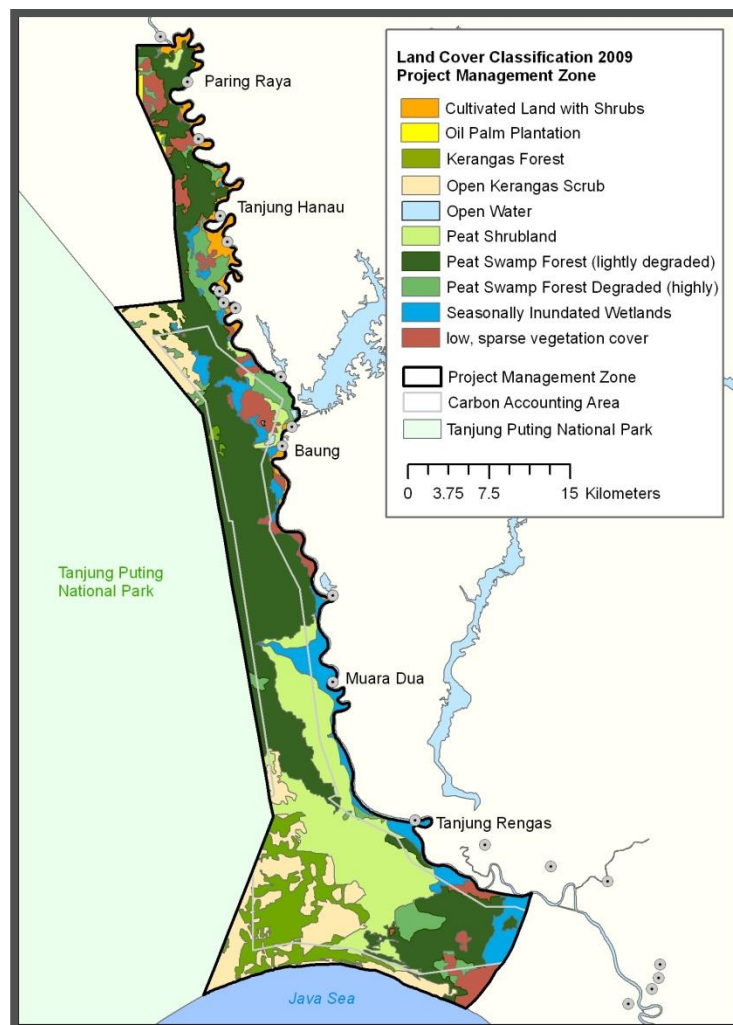 Land Cover Classification 2009
Project Management Zone
Cultivated Land with Shrubs
Oil Palm Plantation
Kerangas Forest
Open Kerangas Scrub
Open Water
Peat Shrubland
Peat Swamp Forest (lightly degraded)
Peat Swamp Forest Degraded (highly)
Seasonally Inundated Wetlands
low, sparse vegetation cover
Project Management Zone
Carbon Accounting Area
Tanjung Puting National Park
0 3.75 7.5 15 Kilometers
Paring Raya
Tanjung Hanau
Baung
Tanjung Puting
National Park
Muara Dua
Tanjung Rengas
Java Sea